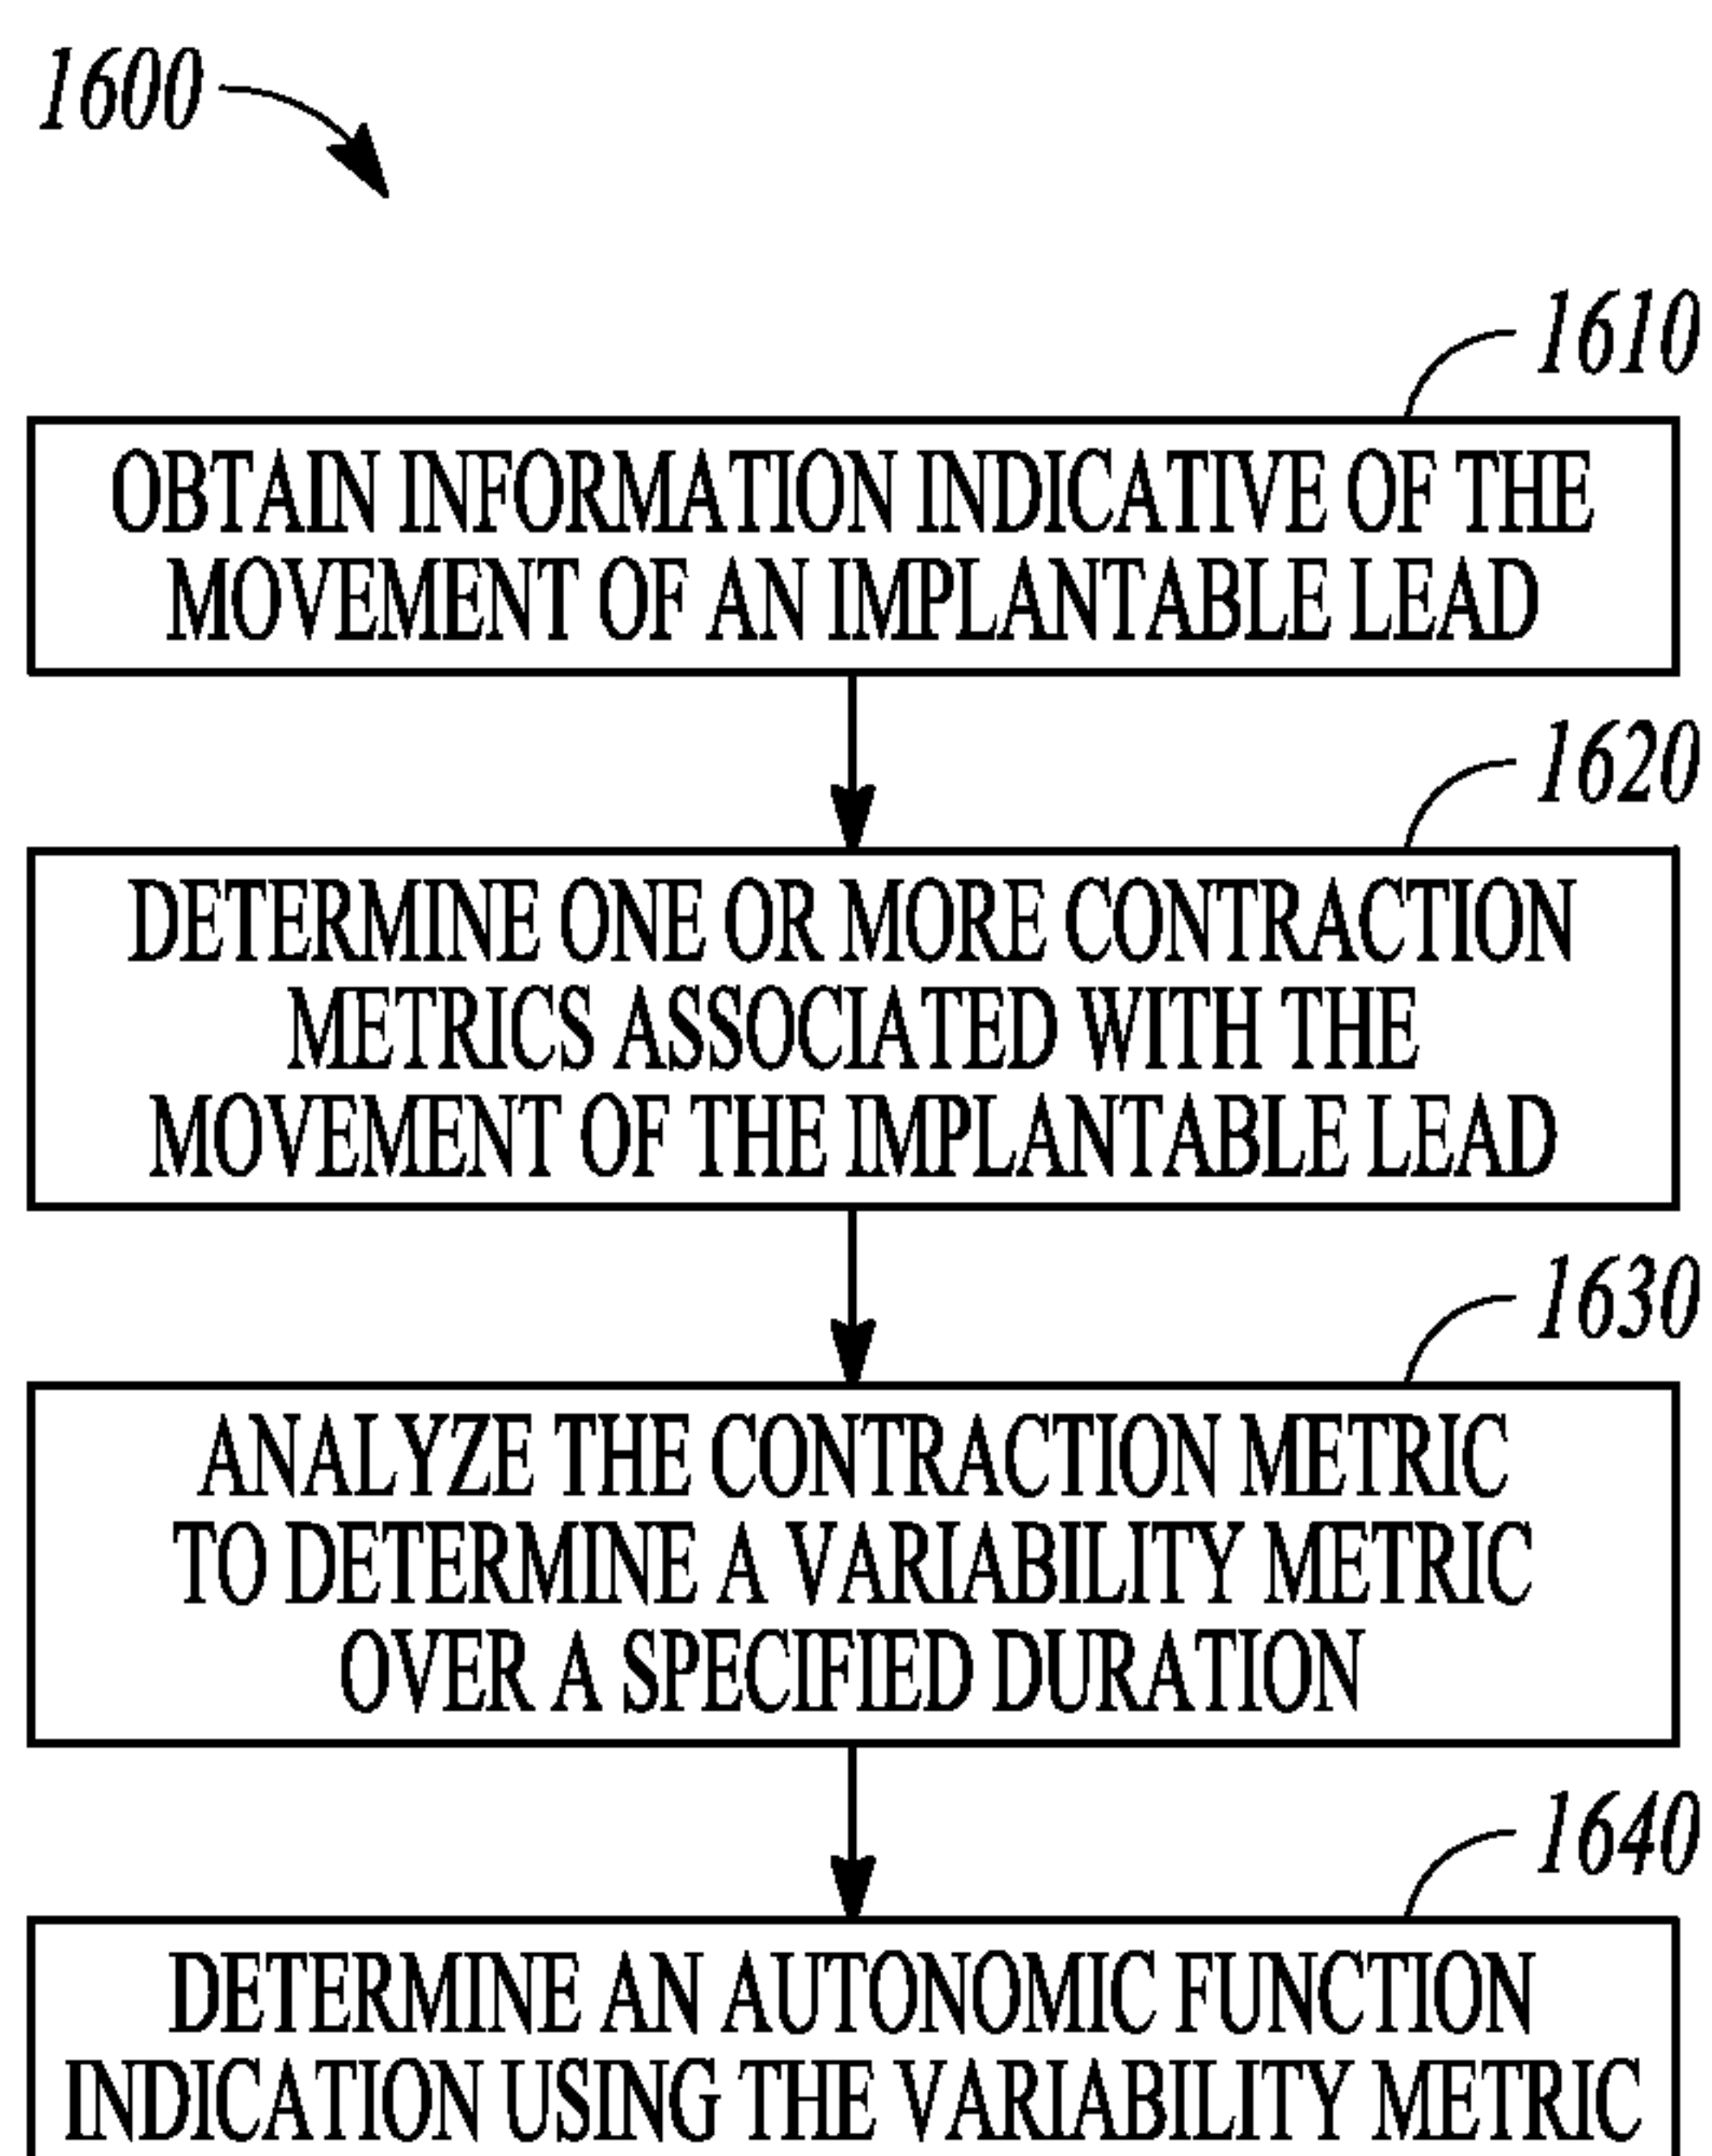 1600
1610
OBTAIN INFORMATION INDICATIVE OF THE
MOVEMENT OF AN IMPLANTABLE LEAD
1620
DETERMINE ONE OR MORE CONTRACTION
METRICS ASSOCIATED WITH THE
MOVEMENT OF THE IMPLANTABLE LEAD
1630
ANALYZE THE CONTRACTION METRIC
TO DETERMINE A VARIABILITY METRIC
OVER A SPECIFIED DURATION
1640
DETERMINE AN AUTONOMIC FUNCTION
INDICATION USING THE VARIABILITY METRIC